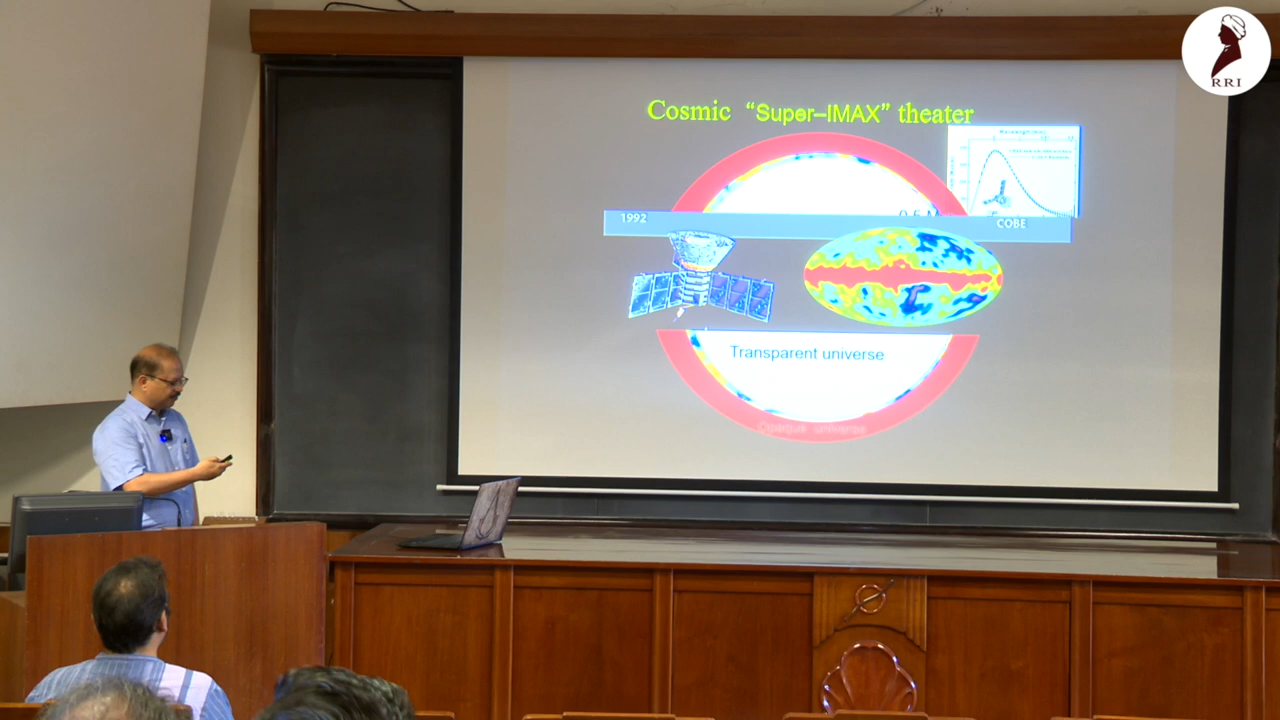 RRI
Cosmic “Super-IMAX” theater
1992
COBE
Transparent universe
Opaque universe